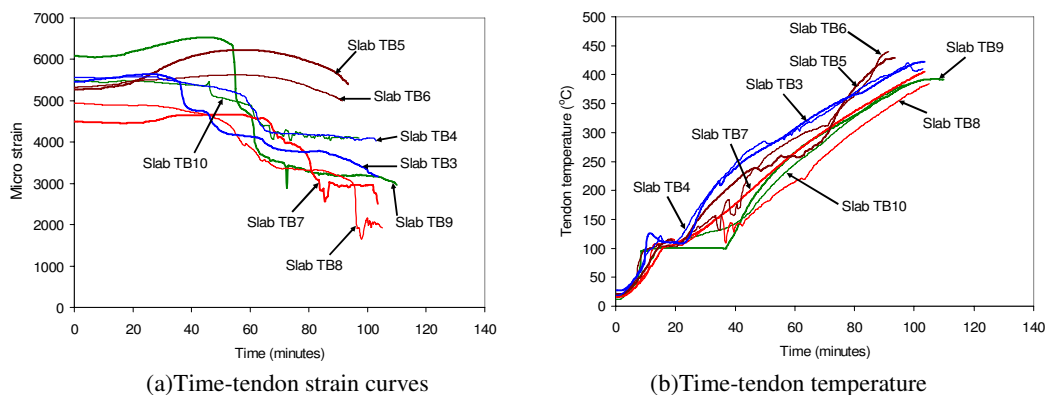 7000
6000
5000
4000
3000
2000
1000
0
0 20 40 60 80 100 120 140
Micro strain
Time (minutes)
Slab TB5
Slab TB6
Slab TB4
Slab TB10
Slab TB3
Slab TB7
Slab TB9
Slab TB8
(a)Time-tendon strain curves
500
450
400
350
300
250
200
150
100
50
0
0 20 40 60 80 100 120 140
Tendon temperature (°C)
Time (minutes)
Slab TB6
Slab TB9
Slab TB5
Slab TB3
Slab TB8
Slab TB7
Slab TB4
Slab TB10
(b)Time-tendon temperature